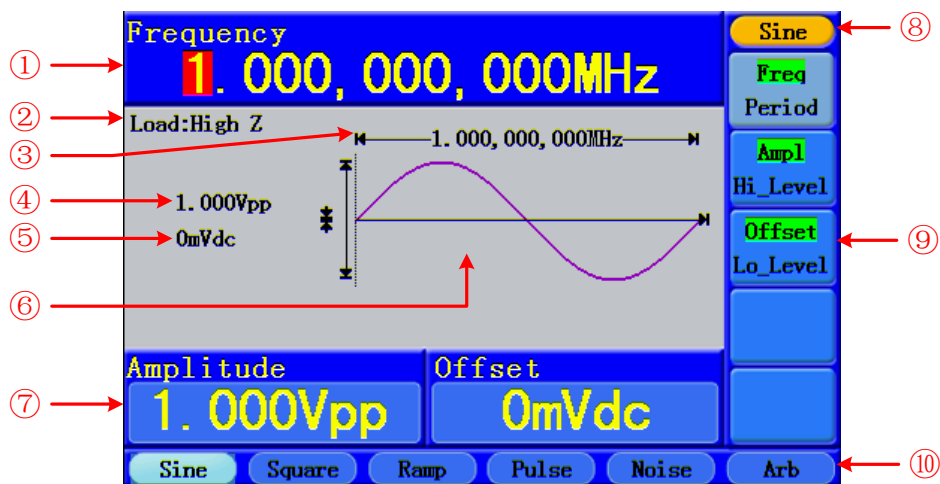 Frequency
① 1.000,000,000MHz
② Load:High Z
③ 1.000,000,000MHz
④ 1.000Vpp
⑤ 0mVdc
⑥
Amplitude
⑦ 1.000Vpp
Offset
0mVdc
Sine ⑧
Freq
Period
Ampl
Hi_Level
Offset ⑨
Lo_Level
Sine Square Ramp Pulse Noise Arb ⑩